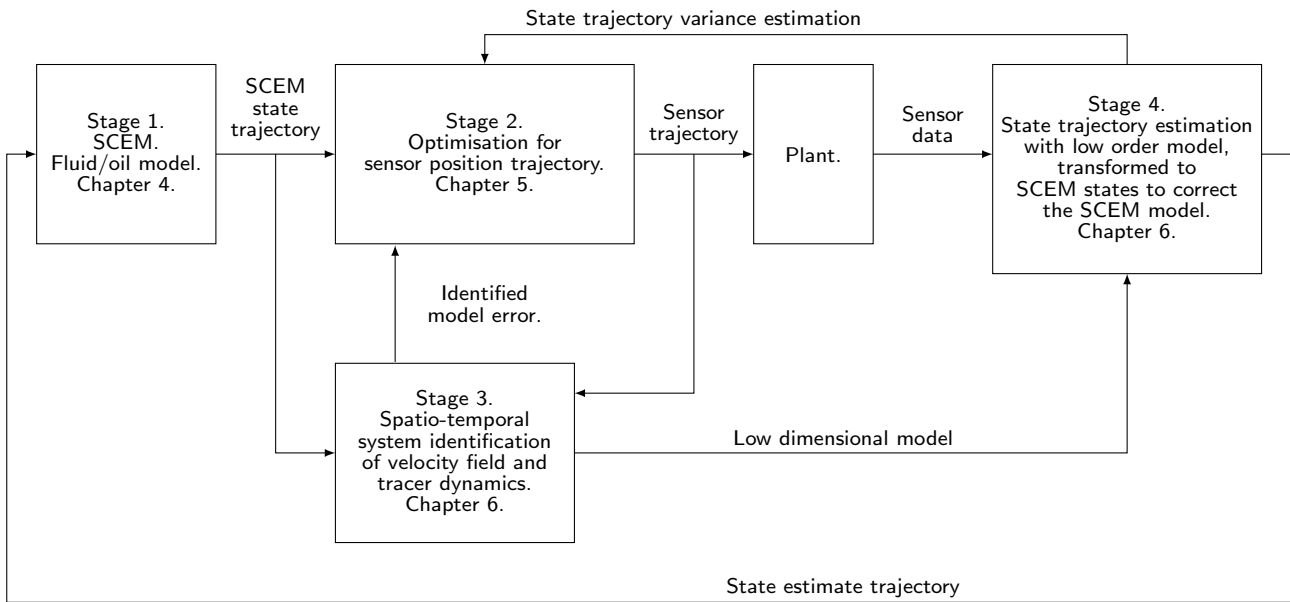 State trajectory variance estimation
SCEM
state
trajectory
Stage 1.
SCEM.
Fluid/oil model.
Chapter 4.
Stage 2.
Optimisation for
sensor position trajectory.
Chapter 5.
Sensor
trajectory
Plant.
Sensor
data
Stage 4.
State trajectory estimation
with low order model,
transformed to
SCEM states to correct
the SCEM model.
Chapter 6.
Identified
model error.
Stage 3.
Spatio-temporal
system identification
of velocity field and
tracer dynamics.
Chapter 6.
Low dimensional model
State estimate trajectory